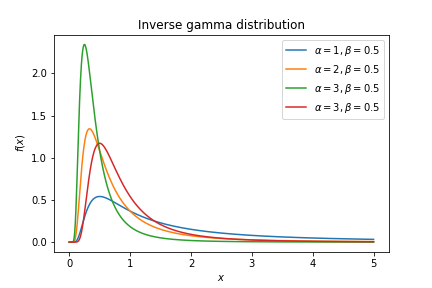 Inverse gamma distribution
α = 1, β = 0.5
α = 2, β = 0.5
α = 3, β = 0.5
α = 3, β = 0.5
f(x)
2.0
1.5
1.0
0.5
0.0
0 1 2 3 4 5
x